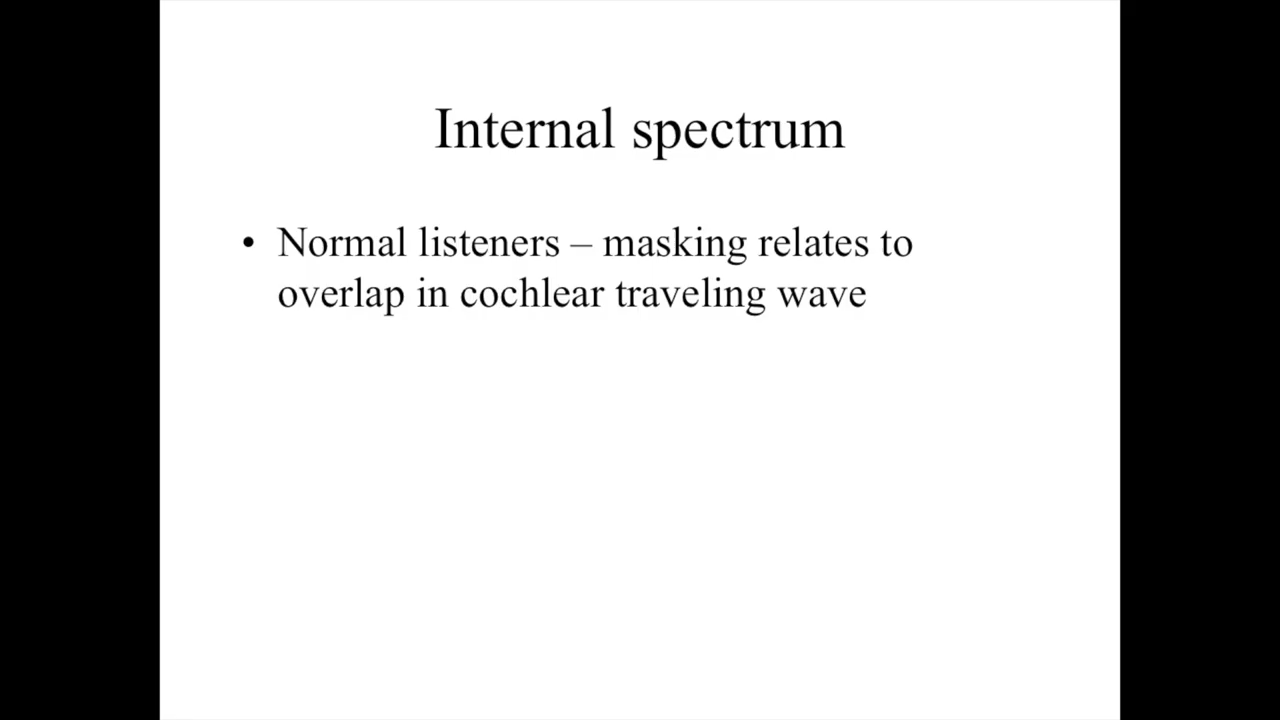 Internal spectrum
• Normal listeners – masking relates to
overlap in cochlear traveling wave